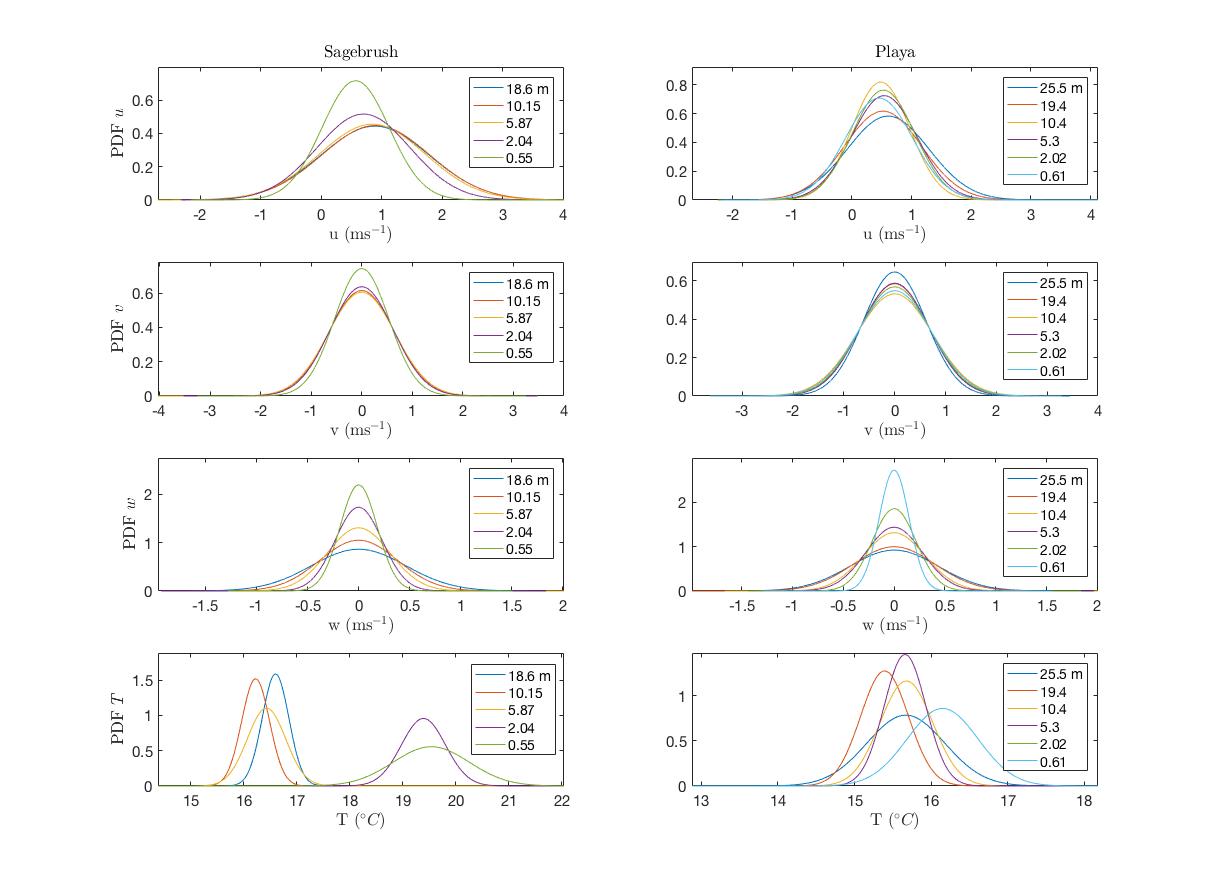 Sagebrush
PDF u
0.6
0.4
0.2
0
18.6 m
10.15
5.87
2.04
0.55
-2 -1 0 1 2 3 4
u (ms⁻¹)
Playa
0.8
0.6
0.4
0.2
0
25.5 m
19.4
10.4
5.3
2.02
0.61
-2 -1 0 1 2 3 4
u (ms⁻¹)
PDF v
0.6
0.4
0.2
0
18.6 m
10.15
5.87
2.04
0.55
-4 -3 -2 -1 0 1 2 3 4
v (ms⁻¹)
0.6
0.4
0.2
0
25.5 m
19.4
10.4
5.3
2.02
0.61
-3 -2 -1 0 1 2 3 4
v (ms⁻¹)
PDF w
2
1
0
18.6 m
10.15
5.87
2.04
0.55
-1.5 -1 -0.5 0 0.5 1 1.5 2
w (ms⁻¹)
2
1
0
25.5 m
19.4
10.4
5.3
2.02
0.61
-1.5 -1 -0.5 0 0.5 1 1.5 2
w (ms⁻¹)
PDF T
1.5
1
0.5
0
18.6 m
10.15
5.87
2.04
0.55
15 16 17 18 19 20 21 22
T (°C)
1
0.5
0
25.5 m
19.4
10.4
5.3
2.02
0.61
13 14 15 16 17 18
T (°C)